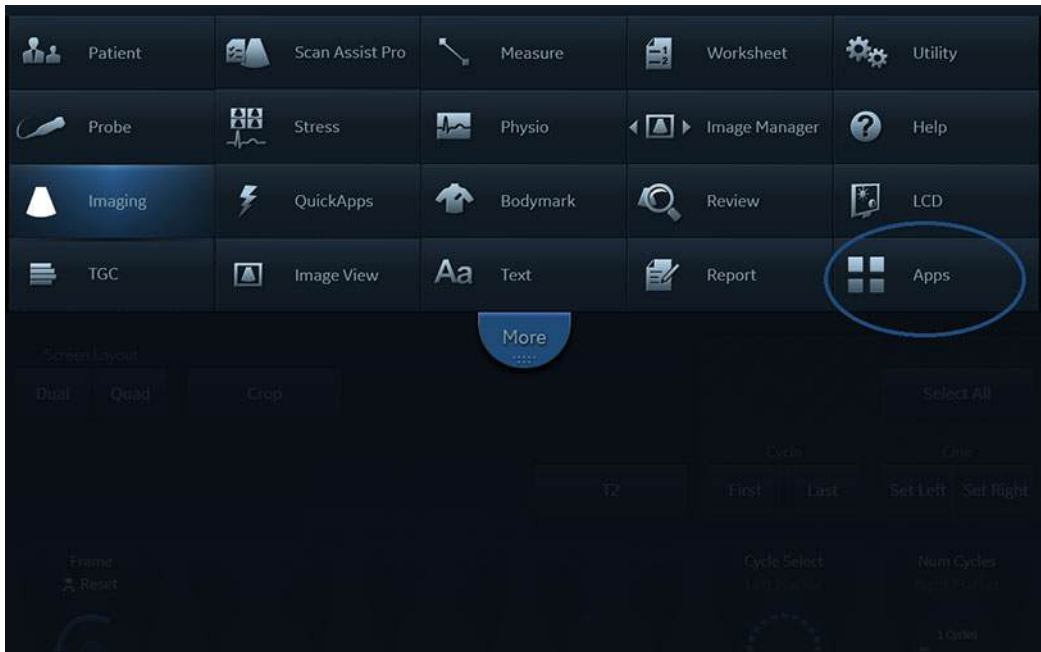 Patient
Scan Assist Pro
Measure
Worksheet
Utility
Probe
Stress
Physio
Image Manager
Help
Imaging
QuickApps
Bodymark
Review
LCD
TGC
Image View
Aa Text
Report
Apps
More
Screen Layout
Dual Quad
Crop
Select All
Cycle
Cine
T2
First Last
Set Left Set Right
Frame
Reset
Cycle Select
Num Cycles
1 Cycles